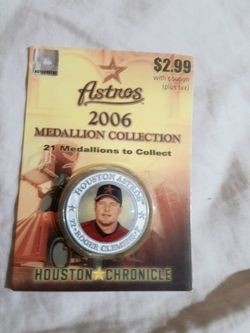 $2.99
with coupon
(plus tax)
Astros
2006
MEDALLION COLLECTION
21 Medallions to Collect
HOUSTON ASTROS
ROGER CLEMENS
HOUSTON CHRONICLE